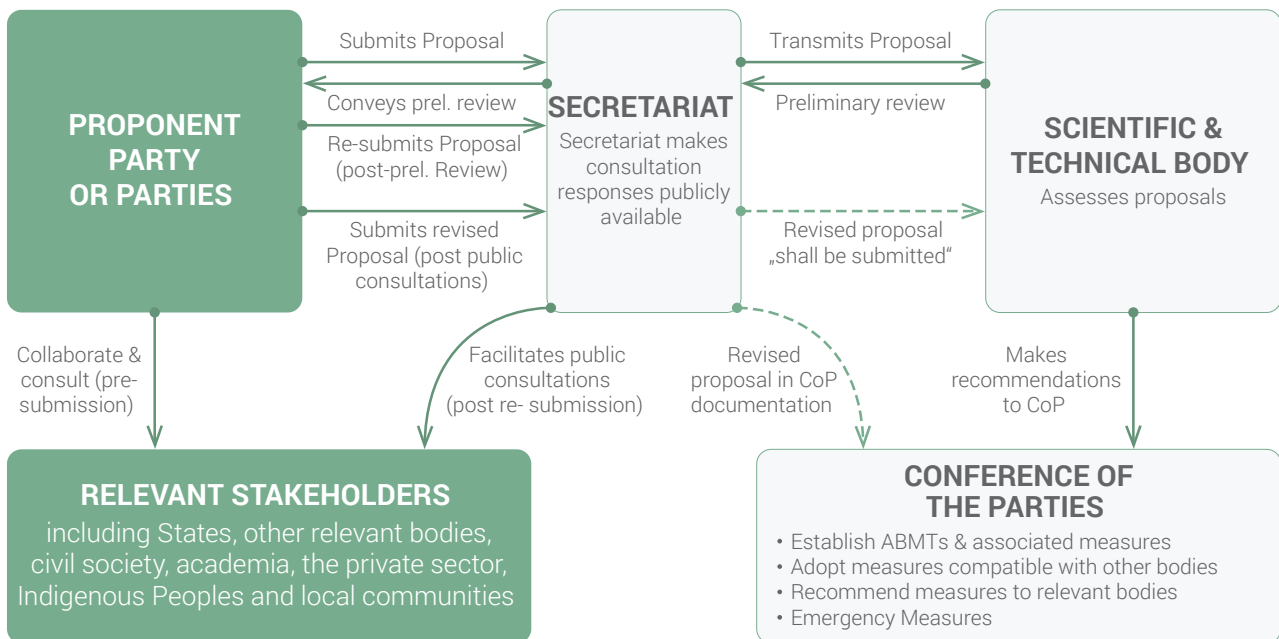 PROPONENT
PARTY
OR PARTIES
Submits Proposal
Conveys prel. review
Re-submits Proposal
(post-prel. Review)
Submits revised
Proposal (post public
consultations)
SECRETARIAT
Secretariat makes
consultation
responses publicly
available
Transmits Proposal
Preliminary review
Revised proposal
„shall be submitted“
SCIENTIFIC &
TECHNICAL BODY
Assesses proposals
Collaborate &
consult (pre-
submission)
Facilitates public
consultations
(post re- submission)
Revised
proposal in CoP
documentation
Makes
recommendations
to CoP
RELEVANT STAKEHOLDERS
including States, other relevant bodies,
civil society, academia, the private sector,
Indigenous Peoples and local communities
CONFERENCE OF
THE PARTIES
• Establish ABMTs & associated measures
• Adopt measures compatible with other bodies
• Recommend measures to relevant bodies
• Emergency Measures